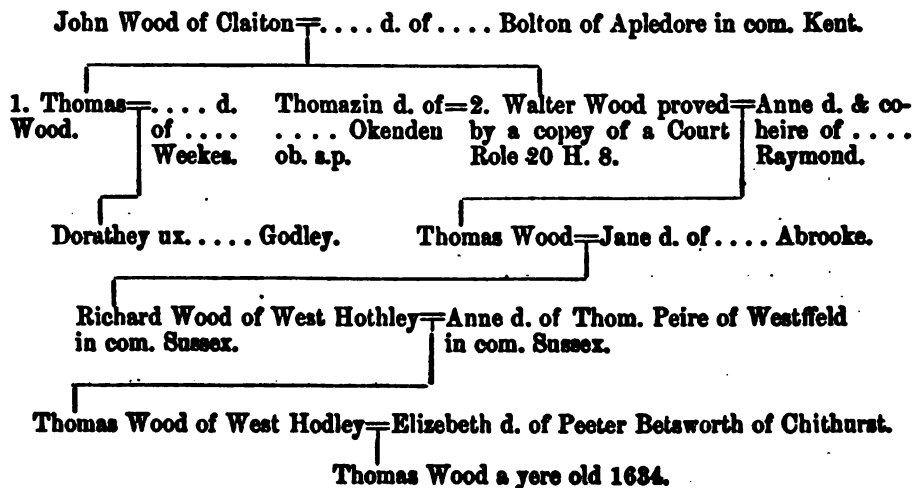 John Wood of Claiton=. . . . d. of . . . . Bolton of Apledore in com. Kent.
1. Thomas=. . . . d.
Wood. of . . . .
Weekes.
Thomazin d. of=
. . . . Okenden
ob. s.p.
2. Walter Wood proved=
by a copey of a Court
Role 20 H. 8.
Anne d. & co-
heire of . . . .
Raymond.
Dorathey ux. . . . . Godley.
Thomas Wood=Jane d. of . . . . Abrooke.
Richard Wood of West Hothley=Anne d. of Thom. Peire of Westffeld
in com. Sussex. in com. Sussex.
Thomas Wood of West Hodley=Elizebeth d. of Peeter Betsworth of Chithurst.
Thomas Wood a yere old 1634.